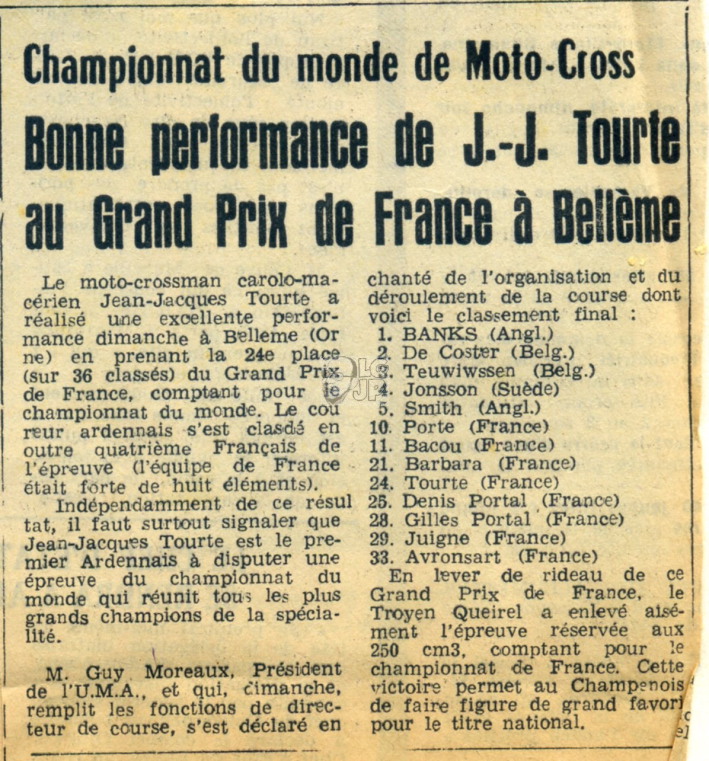 Championnat du monde de Moto-Cross
Bonne performance de J.-J. Tourte
au Grand Prix de France à Bellème
Le moto-crossman carolo-ma-
cérien Jean-Jacques Tourte a
réalisé une excellente perfor-
mance dimanche à Belleme (Or
ne) en prenant la 24e place
(sur 36 classés) du Grand Prix
de France, comptant pour le
championnat du monde. Le cou
reur ardennais s'est clasdé en
outre quatrième Français de
l'épreuve (l'équipe de France
était forte de huit éléments).
Indépendamment de ce résul
tat, il faut surtout signaler que
Jean-Jacques Tourte est le pre-
mier Ardennais à disputer une
épreuve du championnat du
monde qui réunit tous les plus
grands champions de la spécia-
lité.
M. Guy Moreaux, Président
de l'U.M.A., et qui, dimanche,
remplit les fonctions de direc-
teur de course, s'est déclaré en
chanté de l'organisation et du
déroulement de la course dont
voici le classement final :
1. BANKS (Angl.)
2. De Coster (Belg.)
3. Teuwiwssen (Belg.)
4. Jonsson (Suède)
5. Smith (Angl.)
10. Porte (France)
11. Bacou (France)
21. Barbara (France)
24. Tourte (France)
25. Denis Portal (France)
28. Gilles Portal (France)
29. Juigne (France)
33. Avronsart (France)
En lever de rideau de ce
Grand Prix de France, le
Troyen Queirel a enlevé aisé-
ment l'épreuve réservée aux
250 cm3, comptant pour le
championnat de France. Cette
victoire permet au Champenois
de faire figure de grand favori
pour le titre national.